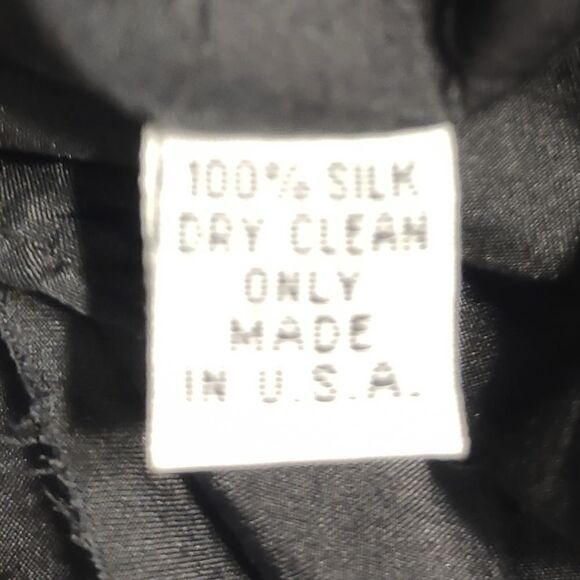 100% SILK
DRY CLEAN
ONLY
MADE
IN U.S.A.